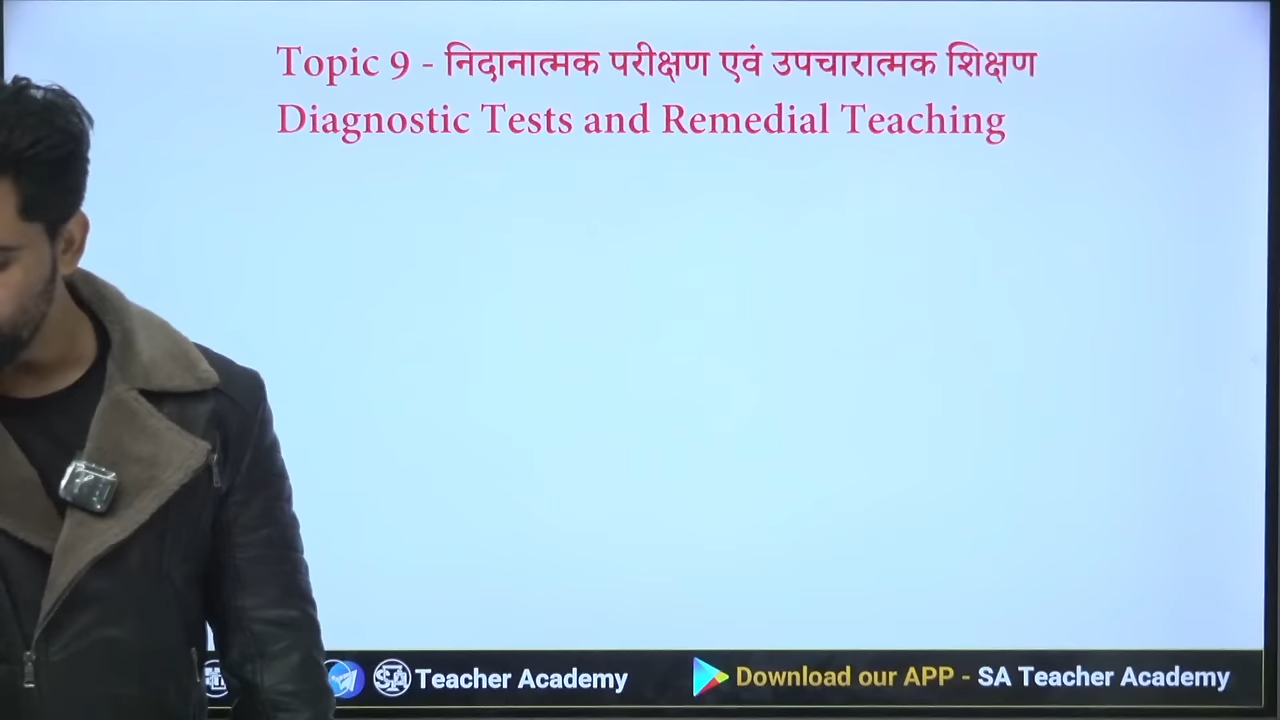 Topic 9 - निदानात्मक परीक्षण एवं उपचारात्मक शिक्षण
Diagnostic Tests and Remedial Teaching
SA Teacher Academy
Download our APP - SA Teacher Academy